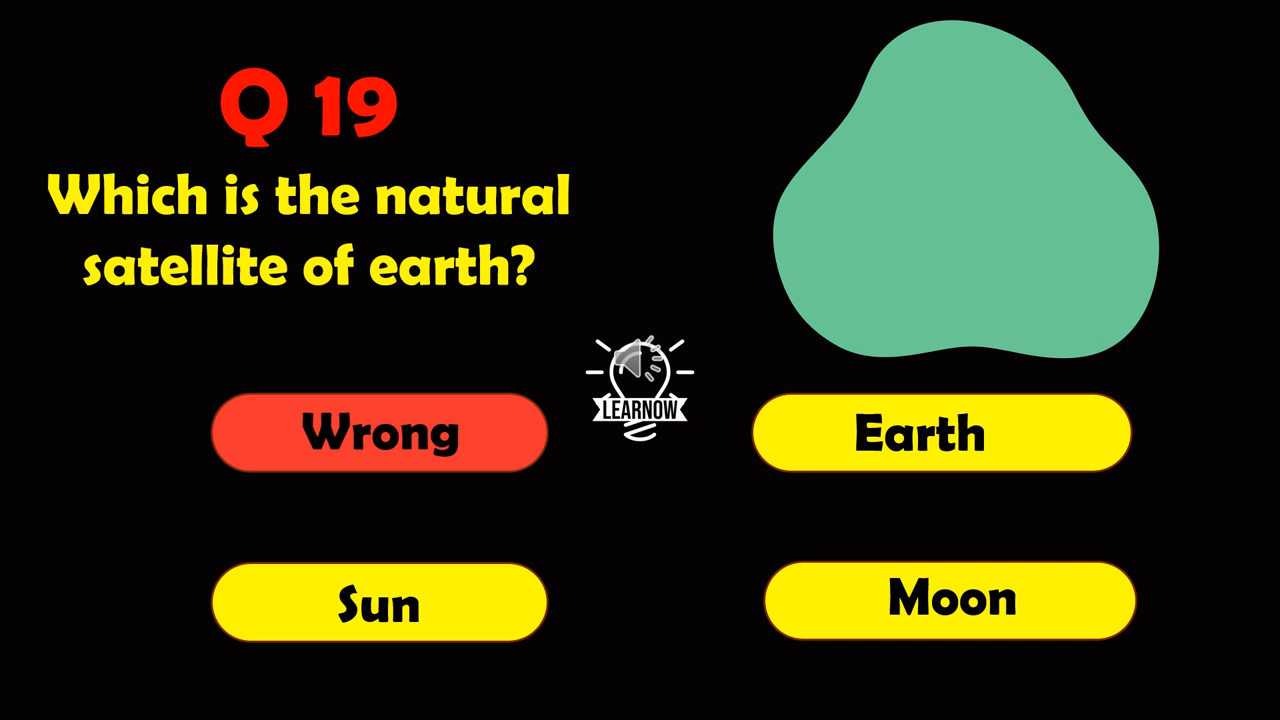 Q 19
Which is the natural
satellite of earth?
LEARNOW
Wrong
Earth
Sun
Moon